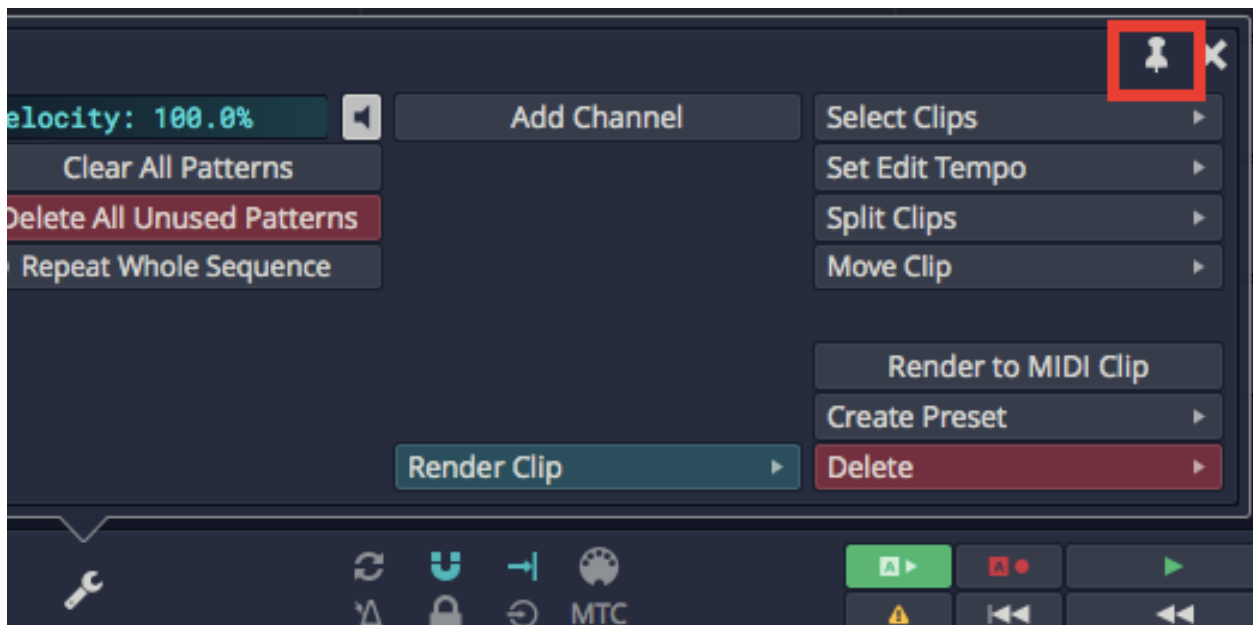 elocity: 100.0%
Add Channel
Select Clips
Clear All Patterns
Set Edit Tempo
Delete All Unused Patterns
Split Clips
Repeat Whole Sequence
Move Clip
Render to MIDI Clip
Create Preset
Render Clip
Delete
A
A
MTC